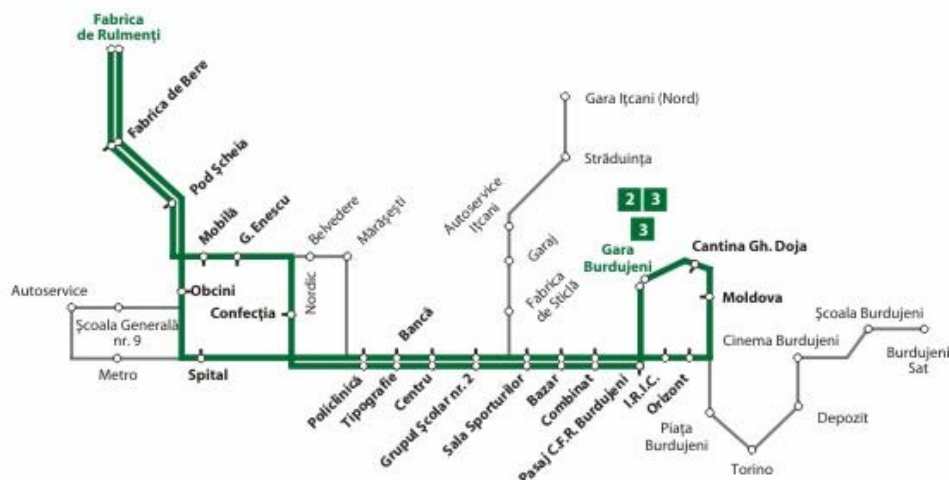 Fabrica
de Rulmenți
Fabrica de Bere
Pod Șcheia
Mobilă
G. Enescu
Belvedere
Mărășești
Nordic
Obcini
Confecția
Autoservice
Școala Generală
nr. 9
Metro
Spital
Policlinică
Tipografie
Bancă
Centru
Grupul Școlar nr. 2
Sala Sporturilor
Bazar
Combinat
Pasaj C.F.R. Burdujeni
I.R.I.C.
Orizont
Gara Ițcani (Nord)
Străduința
Autoservice
Ițcani
Garaj
Fabrica
de Sticlă
2 3
3
Gara
Burdujeni
Cantina Gh. Doja
Moldova
Piața
Burdujeni
Torino
Depozit
Cinema Burdujeni
Școala Burdujeni
Burdujeni
Sat